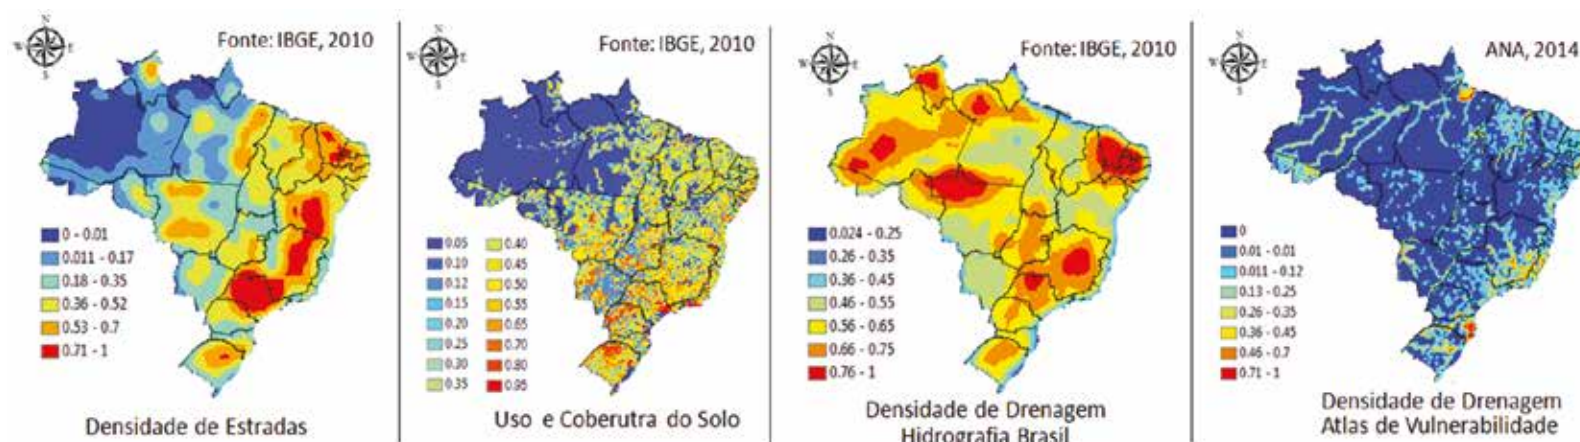 N
W E
S
Fonte: IBGE, 2010
0 - 0.01
0.011 - 0.17
0.18 - 0.35
0.36 - 0.52
0.53 - 0.7
0.71 - 1
Densidade de Estradas
N
W E
S
Fonte: IBGE, 2010
0.05
0.10
0.12
0.15
0.20
0.25
0.30
0.35
0.40
0.45
0.50
0.55
0.65
0.70
0.80
0.95
Uso e Coberutra do Solo
N
W E
S
Fonte: IBGE, 2010
0.024 - 0.25
0.26 - 0.35
0.36 - 0.45
0.46 - 0.55
0.56 - 0.65
0.66 - 0.75
0.76 - 1
Densidade de Drenagem
Hidrografia Brasil
N
W E
S
ANA, 2014
0
0.01 - 0.01
0.011 - 0.12
0.13 - 0.25
0.26 - 0.35
0.36 - 0.45
0.46 - 0.7
0.71 - 1
Densidade de Drenagem
Atlas de Vulnerabilidade